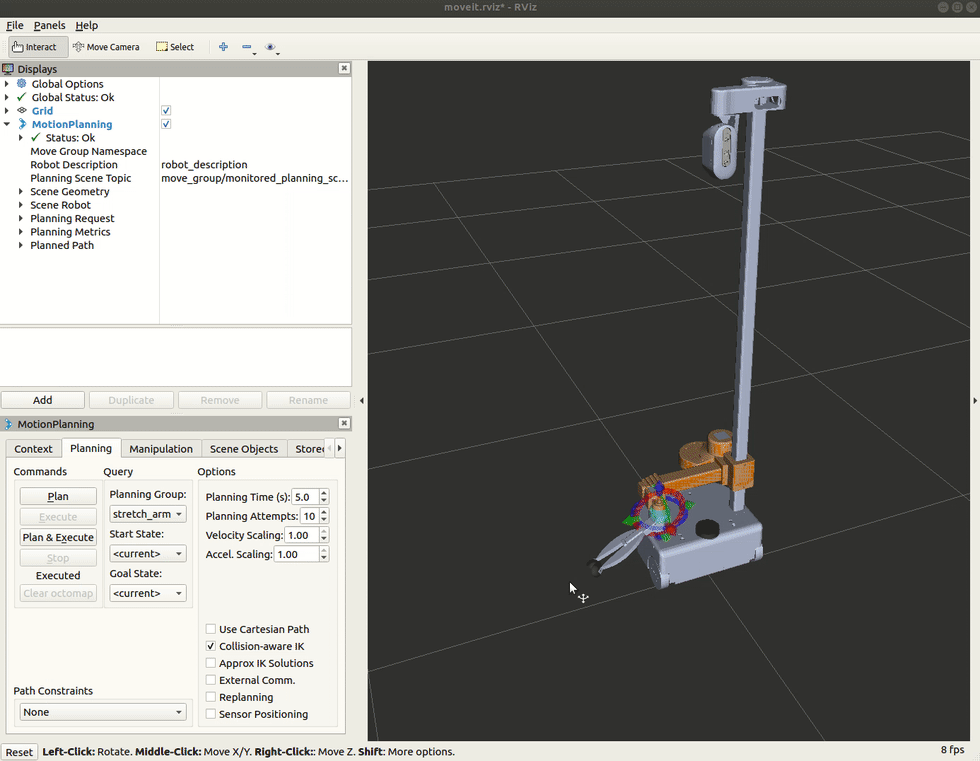 moveit.rviz* - RViz
File Panels Help
Interact Move Camera Select
Displays
Global Options
Global Status: Ok
Grid
MotionPlanning
Status: Ok
Move Group Namespace
Robot Description robot_description
Planning Scene Topic move_group/monitored_planning_sc...
Scene Geometry
Scene Robot
Planning Request
Planning Metrics
Planned Path
Add Duplicate Remove Rename
MotionPlanning
Context Planning Manipulation Scene Objects Store
Commands Query Options
Plan
Execute
Plan & Execute
Stop
Executed
Clear octomap
Planning Group:
stretch_arm
Start State:
<current>
Goal State:
<current>
Planning Time (s): 5.0
Planning Attempts: 10
Velocity Scaling: 1.00
Accel. Scaling: 1.00
Use Cartesian Path
Collision-aware IK
Approx IK Solutions
External Comm.
Replanning
Sensor Positioning
Path Constraints
None
Reset Left-Click: Rotate. Middle-Click: Move X/Y. Right-Click:: Move Z. Shift: More options. 8 fps